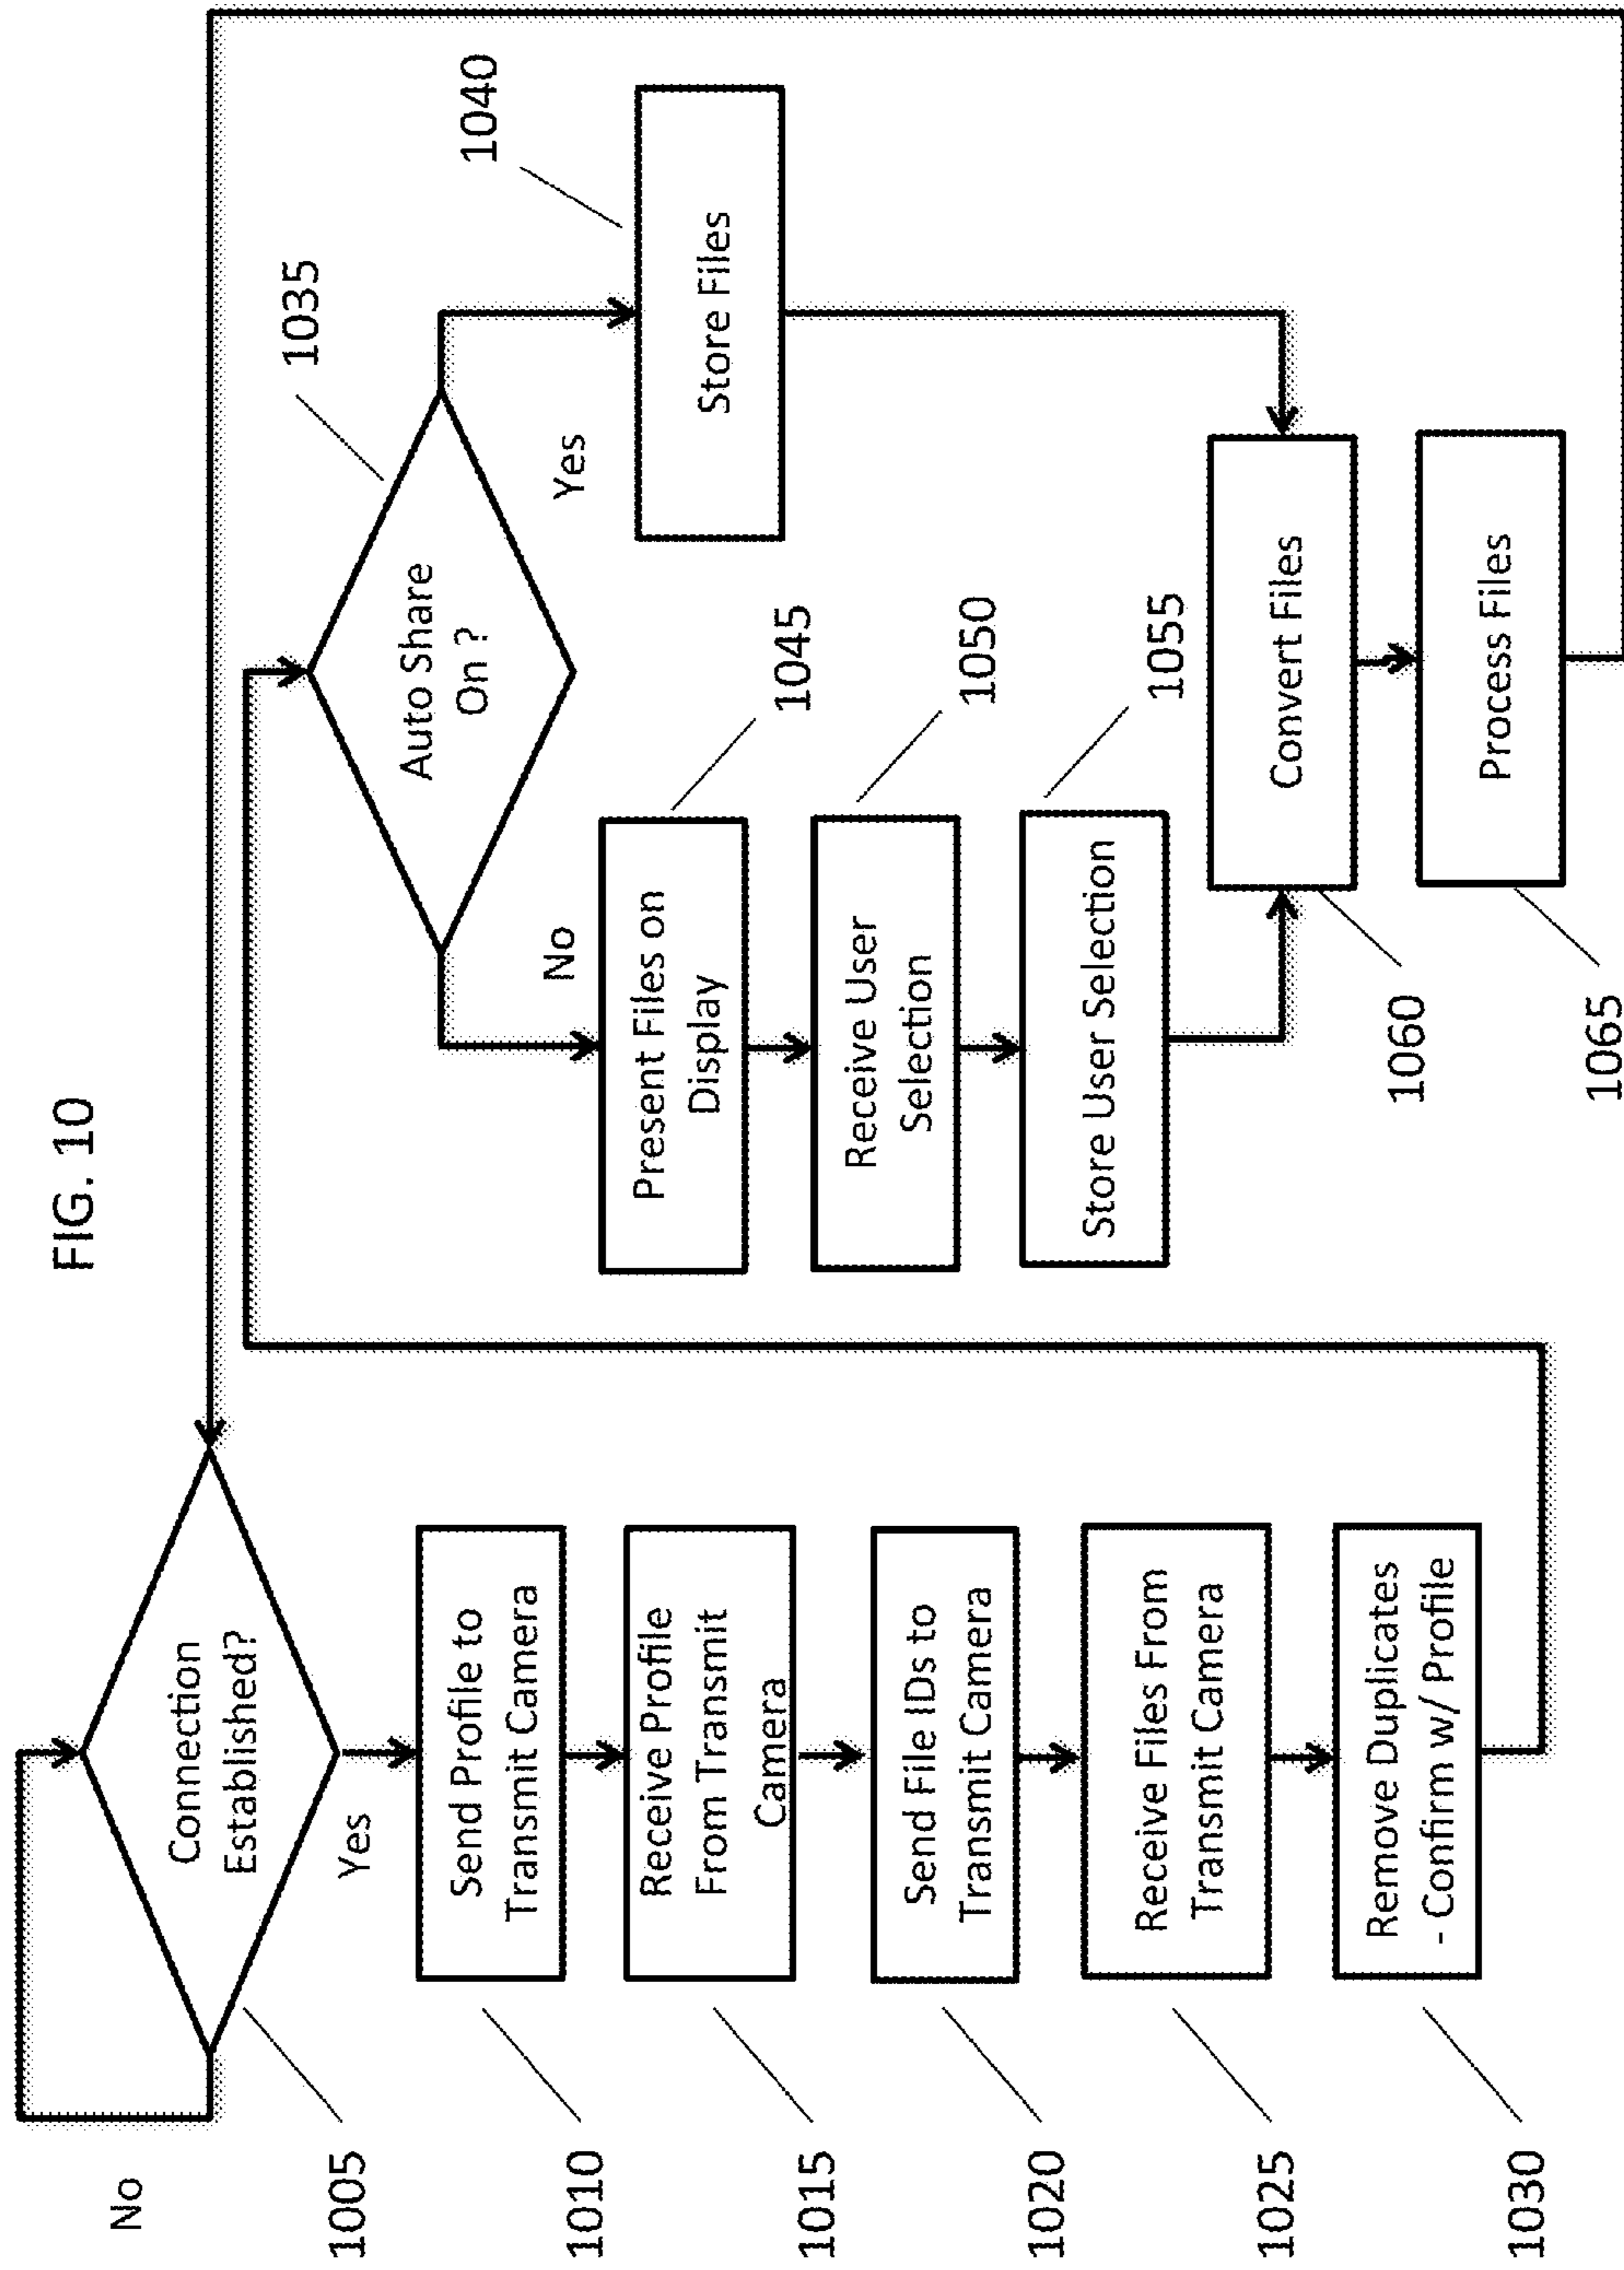 FIG. 10
No
Connection
Established?
1005
Yes
Send Profile to
Transmit Camera
1010
Receive Profile
From Transmit
Camera
1015
Send File IDs to
Transmit Camera
1020
Receive Files From
Transmit Camera
1025
Remove Duplicates
- Confirm w/ Profile
1030
Auto Share
On ?
1035
Yes
Store Files
1040
No
Present Files on
Display
1045
Receive User
Selection
1050
Store User Selection
1055
Convert Files
1060
Process Files
1065